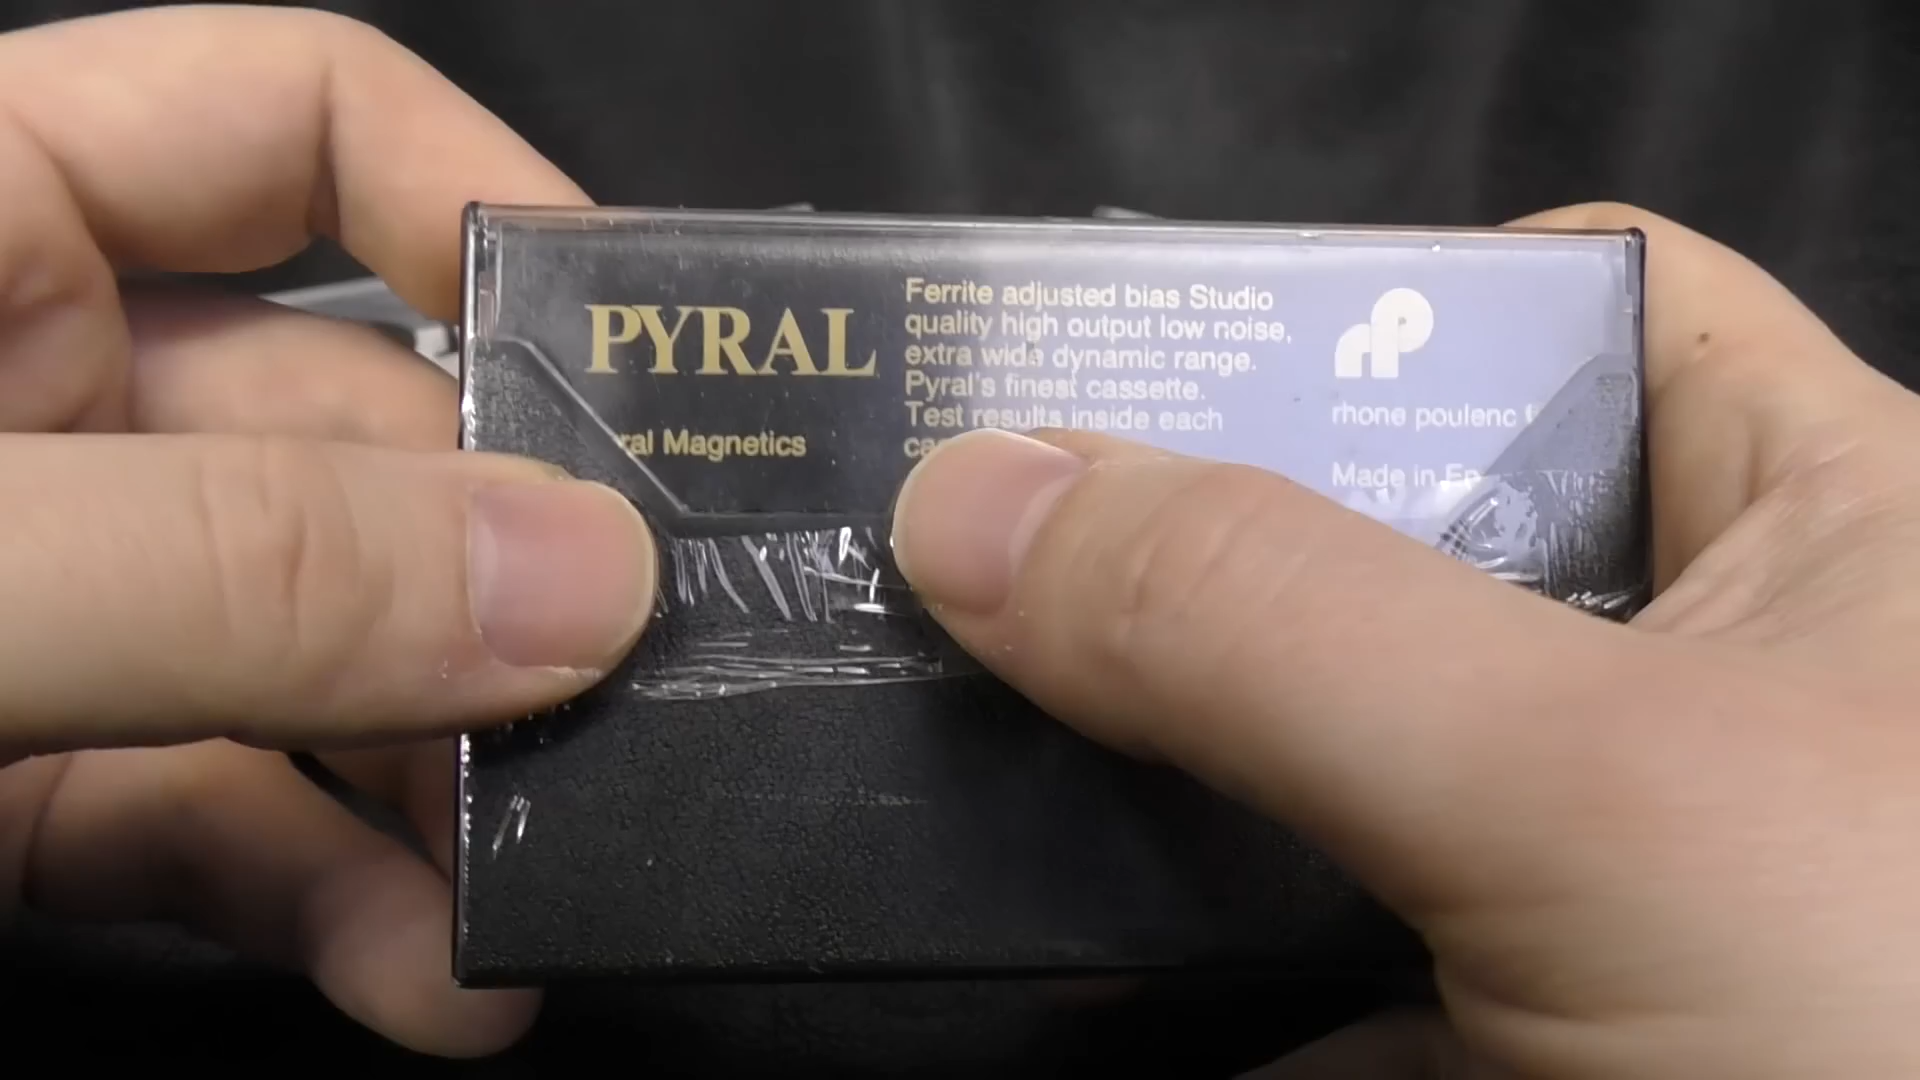 PYRAL
Magnetics
Ferrite adjusted bias Studio
quality high output low noise,
extra wide dynamic range.
Pyral's finest cassette.
Test results inside each
rp
rhone poulenc
Made in